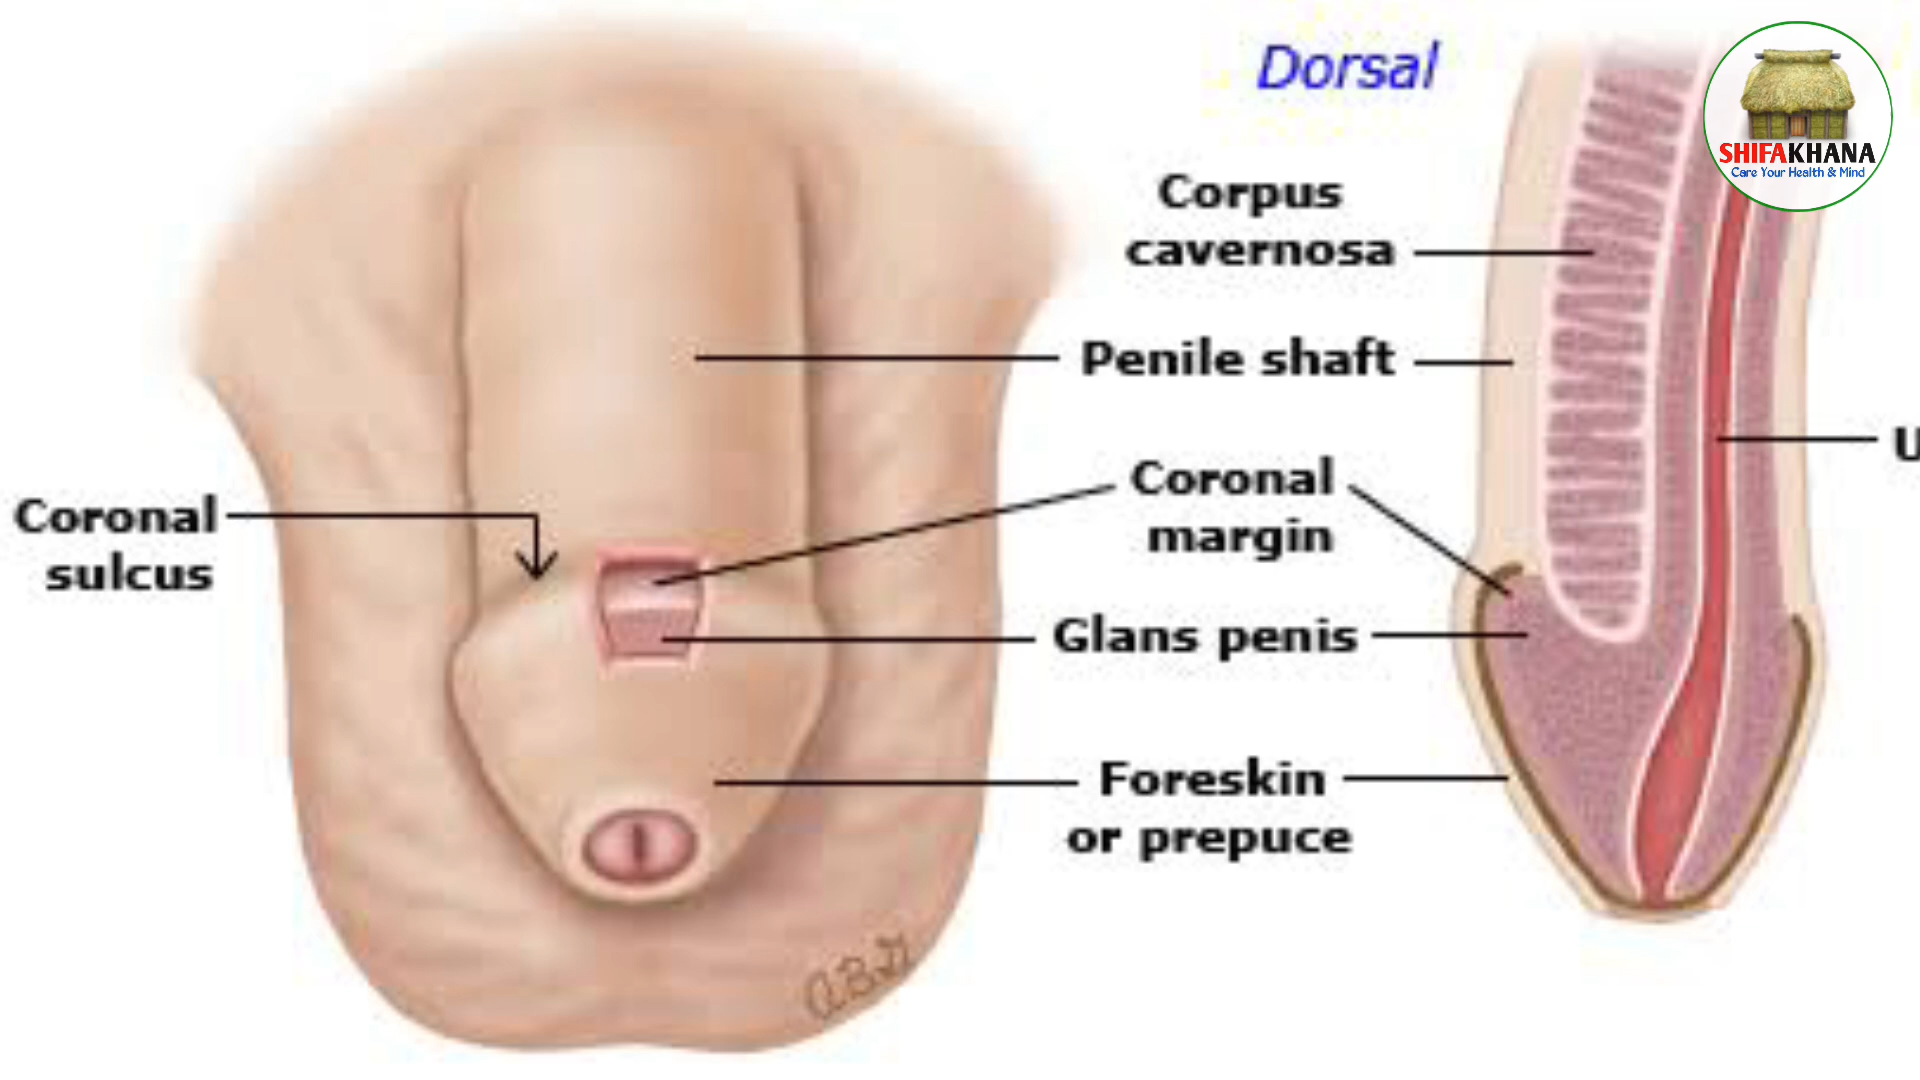 Dorsal
SHIFAKHANA
Care Your Health & Mind
Corpus
cavernosa
Penile shaft
U
Coronal
margin
Coronal
sulcus
Glans penis
Foreskin
or prepuce